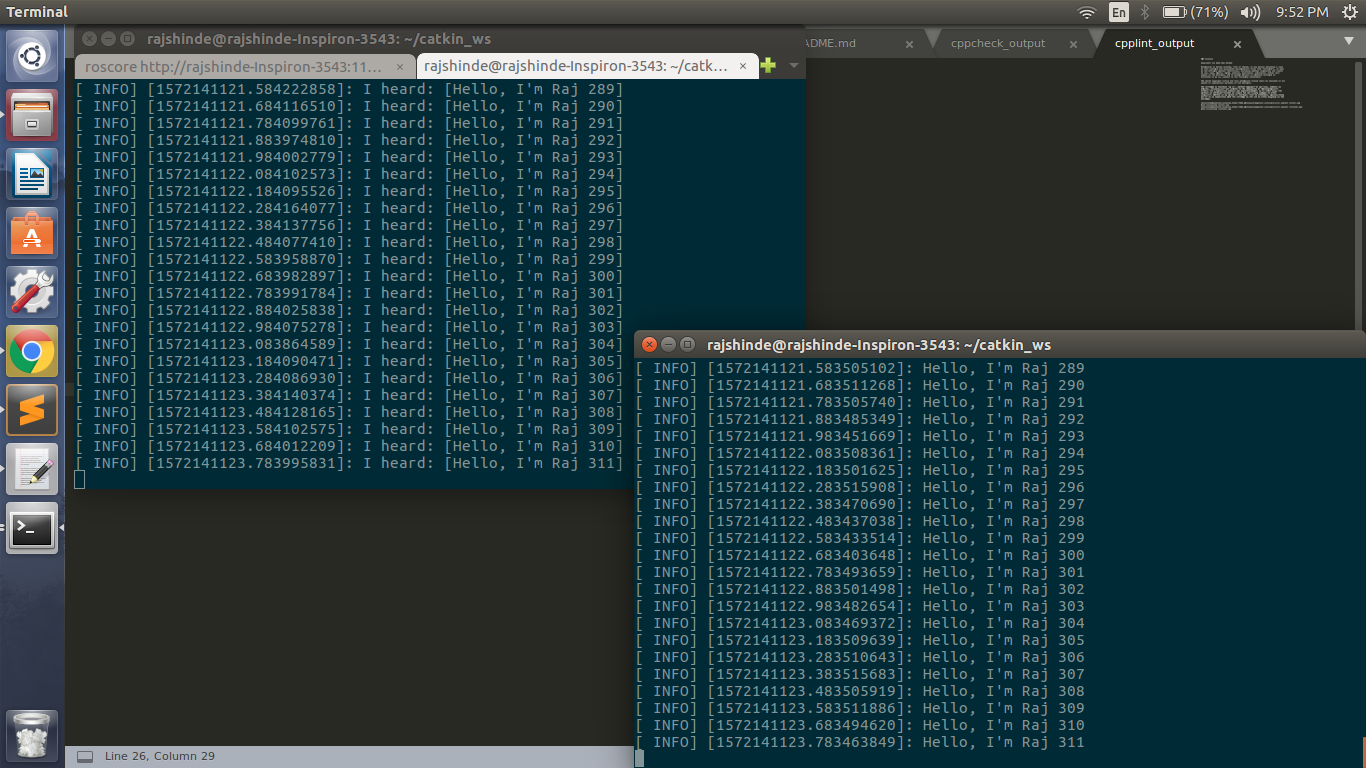 Terminal
En
(71%)
9:52 PM
rajshinde@rajshinde-Inspiron-3543: ~/catkin_ws
roscore http://rajshinde-Inspiron-3543:11...
rajshinde@rajshinde-Inspiron-3543: ~/catk...
[ INFO] [1572141121.584222858]: I heard: [Hello, I'm Raj 289]
[ INFO] [1572141121.684116510]: I heard: [Hello, I'm Raj 290]
[ INFO] [1572141121.784099761]: I heard: [Hello, I'm Raj 291]
[ INFO] [1572141121.883974810]: I heard: [Hello, I'm Raj 292]
[ INFO] [1572141121.984002779]: I heard: [Hello, I'm Raj 293]
[ INFO] [1572141122.084102573]: I heard: [Hello, I'm Raj 294]
[ INFO] [1572141122.184095526]: I heard: [Hello, I'm Raj 295]
[ INFO] [1572141122.284164077]: I heard: [Hello, I'm Raj 296]
[ INFO] [1572141122.384137756]: I heard: [Hello, I'm Raj 297]
[ INFO] [1572141122.484077410]: I heard: [Hello, I'm Raj 298]
[ INFO] [1572141122.583958870]: I heard: [Hello, I'm Raj 299]
[ INFO] [1572141122.683982897]: I heard: [Hello, I'm Raj 300]
[ INFO] [1572141122.783991784]: I heard: [Hello, I'm Raj 301]
[ INFO] [1572141122.884025838]: I heard: [Hello, I'm Raj 302]
[ INFO] [1572141122.984075278]: I heard: [Hello, I'm Raj 303]
[ INFO] [1572141123.083864589]: I heard: [Hello, I'm Raj 304]
[ INFO] [1572141123.184090471]: I heard: [Hello, I'm Raj 305]
[ INFO] [1572141123.284086930]: I heard: [Hello, I'm Raj 306]
[ INFO] [1572141123.384140374]: I heard: [Hello, I'm Raj 307]
[ INFO] [1572141123.484128165]: I heard: [Hello, I'm Raj 308]
[ INFO] [1572141123.584102575]: I heard: [Hello, I'm Raj 309]
[ INFO] [1572141123.684012209]: I heard: [Hello, I'm Raj 310]
[ INFO] [1572141123.783995831]: I heard: [Hello, I'm Raj 311]
ADME.md
cppcheck_output
cpplint_output
rajshinde@rajshinde-Inspiron-3543: ~/catkin_ws
[ INFO] [1572141121.583505102]: Hello, I'm Raj 289
[ INFO] [1572141121.683511268]: Hello, I'm Raj 290
[ INFO] [1572141121.783505740]: Hello, I'm Raj 291
[ INFO] [1572141121.883485349]: Hello, I'm Raj 292
[ INFO] [1572141121.983451669]: Hello, I'm Raj 293
[ INFO] [1572141122.083508361]: Hello, I'm Raj 294
[ INFO] [1572141122.183501625]: Hello, I'm Raj 295
[ INFO] [1572141122.283515908]: Hello, I'm Raj 296
[ INFO] [1572141122.383470690]: Hello, I'm Raj 297
[ INFO] [1572141122.483437038]: Hello, I'm Raj 298
[ INFO] [1572141122.583433514]: Hello, I'm Raj 299
[ INFO] [1572141122.683403648]: Hello, I'm Raj 300
[ INFO] [1572141122.783493659]: Hello, I'm Raj 301
[ INFO] [1572141122.883501498]: Hello, I'm Raj 302
[ INFO] [1572141122.983482654]: Hello, I'm Raj 303
[ INFO] [1572141123.083469372]: Hello, I'm Raj 304
[ INFO] [1572141123.183509639]: Hello, I'm Raj 305
[ INFO] [1572141123.283510643]: Hello, I'm Raj 306
[ INFO] [1572141123.383515683]: Hello, I'm Raj 307
[ INFO] [1572141123.483505919]: Hello, I'm Raj 308
[ INFO] [1572141123.583511886]: Hello, I'm Raj 309
[ INFO] [1572141123.683494620]: Hello, I'm Raj 310
[ INFO] [1572141123.783463849]: Hello, I'm Raj 311
Line 26, Column 29